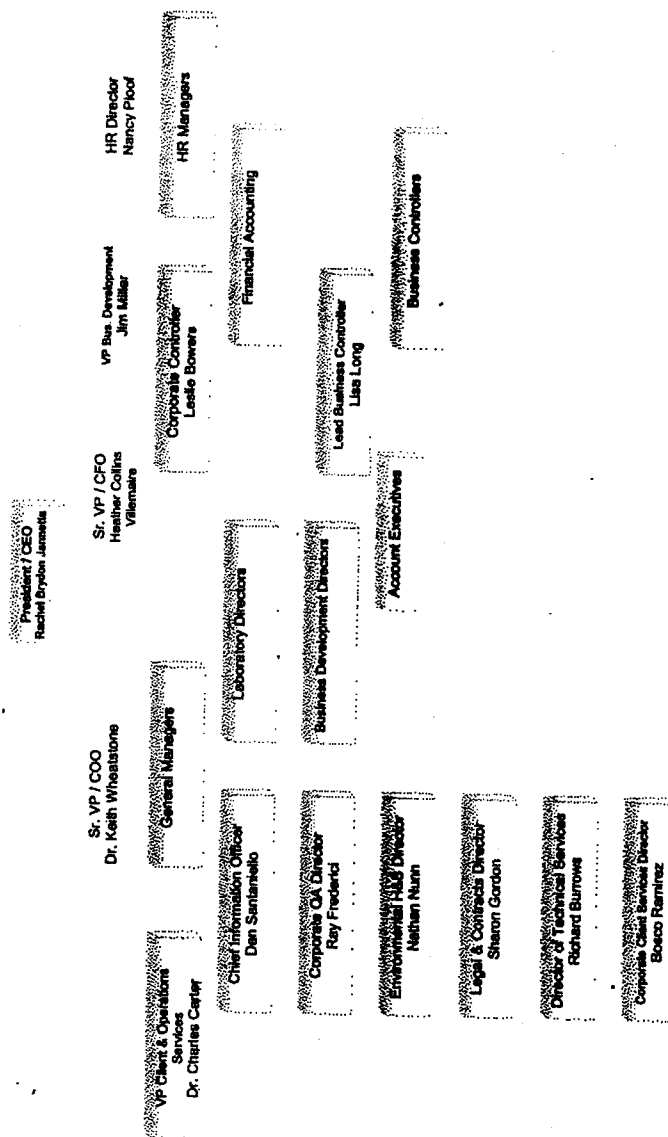 President / CEO
Rachel Brydon Jannetta
Sr. VP / COO
Dr. Keith Wheatstone
Sr. VP / CFO
Heather Collins
Villemaire
VP Bus. Development
Jim Miller
HR Director
Nancy Ploof
VP Client & Operations
Services
Dr. Charles Carter
General Managers
Corporate Controller
Leslie Bowers
HR Managers
Chief Information Officer
Dan Santaniello
Laboratory Directors
Financial Accounting
Corporate QA Director
Ray Frederici
Business Development Directors
Lead Business Controller
Lisa Long
Environmental H&S Director
Nathan Nunn
Account Executives
Business Controllers
Legal & Contracts Director
Sharon Gordon
Director of Technical Services
Richard Burrows
Corporate Client Services Director
Bosco Ramirez